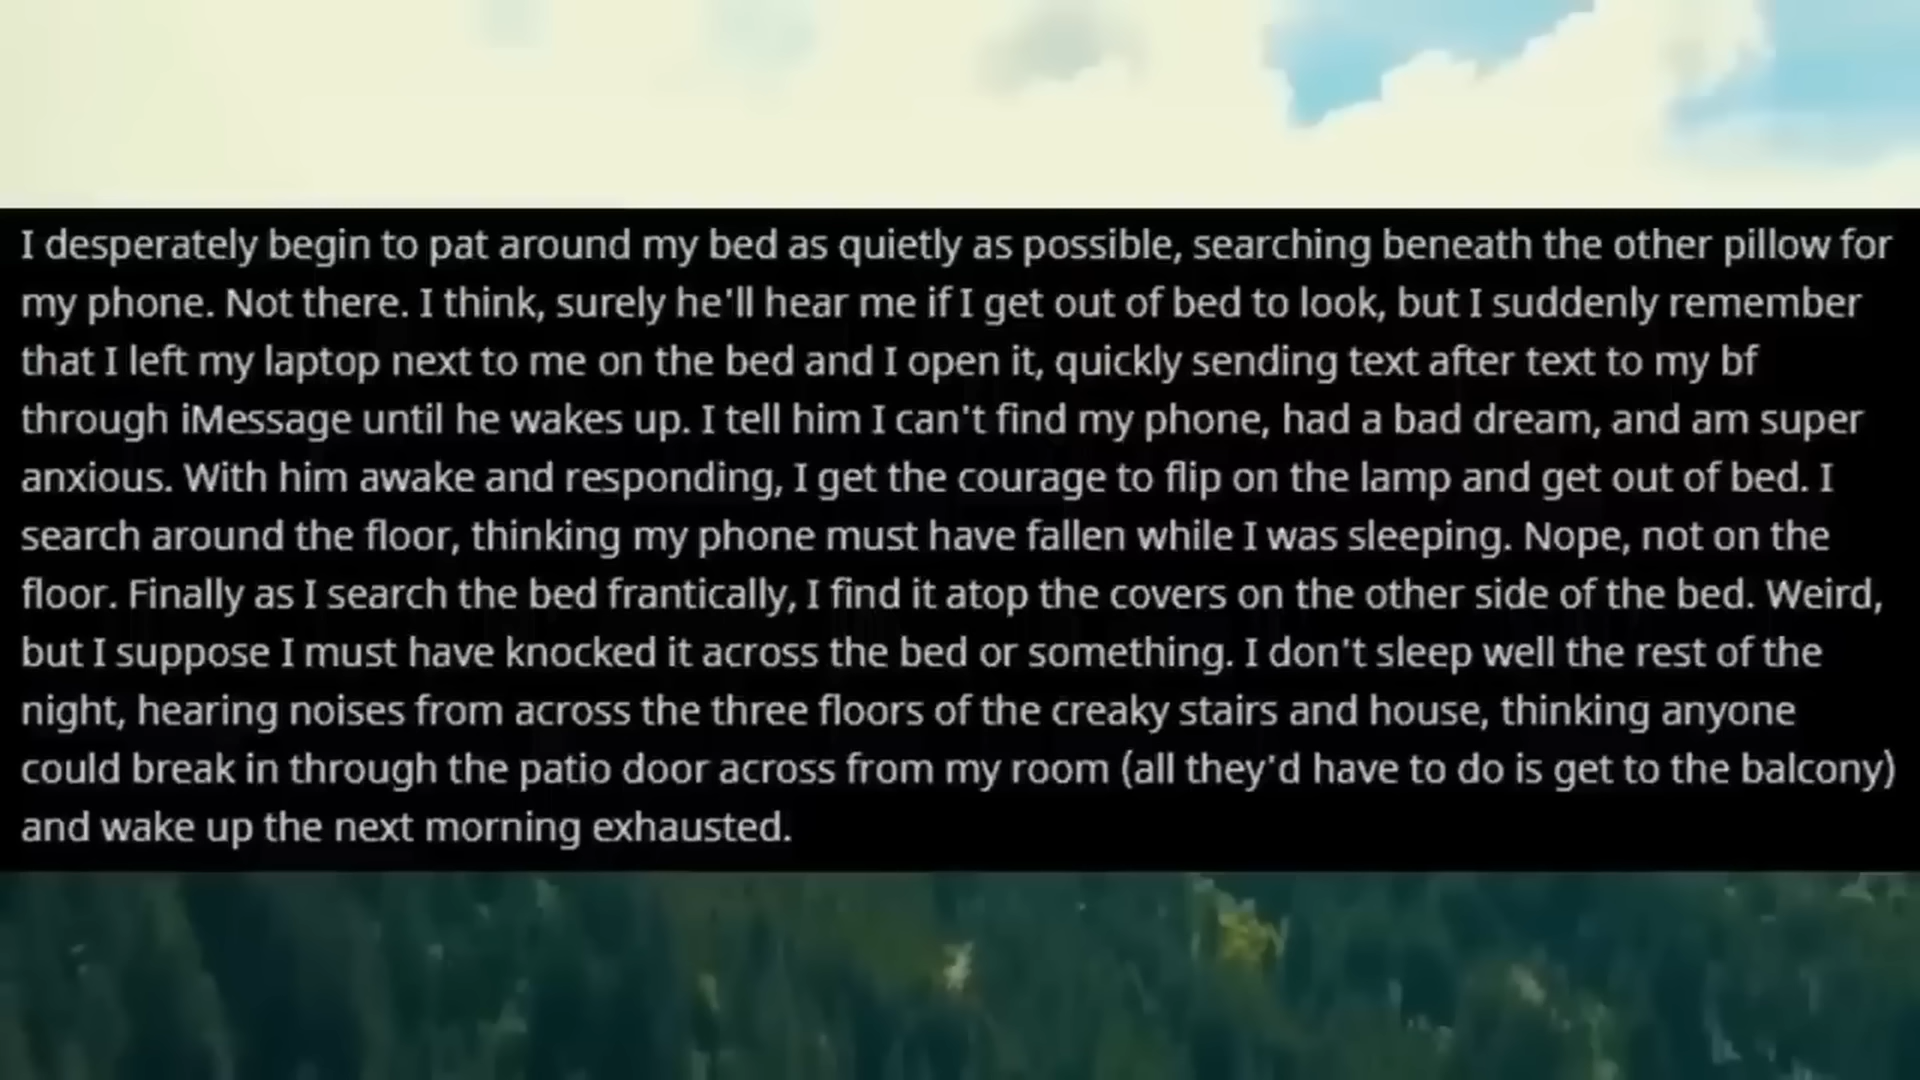 I desperately begin to pat around my bed as quietly as possible, searching beneath the other pillow for
my phone. Not there. I think, surely he'll hear me if I get out of bed to look, but I suddenly remember
that I left my laptop next to me on the bed and I open it, quickly sending text after text to my bf
through iMessage until he wakes up. I tell him I can't find my phone, had a bad dream, and am super
anxious. With him awake and responding, I get the courage to flip on the lamp and get out of bed. I
search around the floor, thinking my phone must have fallen while I was sleeping. Nope, not on the
floor. Finally as I search the bed frantically, I find it atop the covers on the other side of the bed. Weird,
but I suppose I must have knocked it across the bed or something. I don't sleep well the rest of the
night, hearing noises from across the three floors of the creaky stairs and house, thinking anyone
could break in through the patio door across from my room (all they'd have to do is get to the balcony)
and wake up the next morning exhausted.